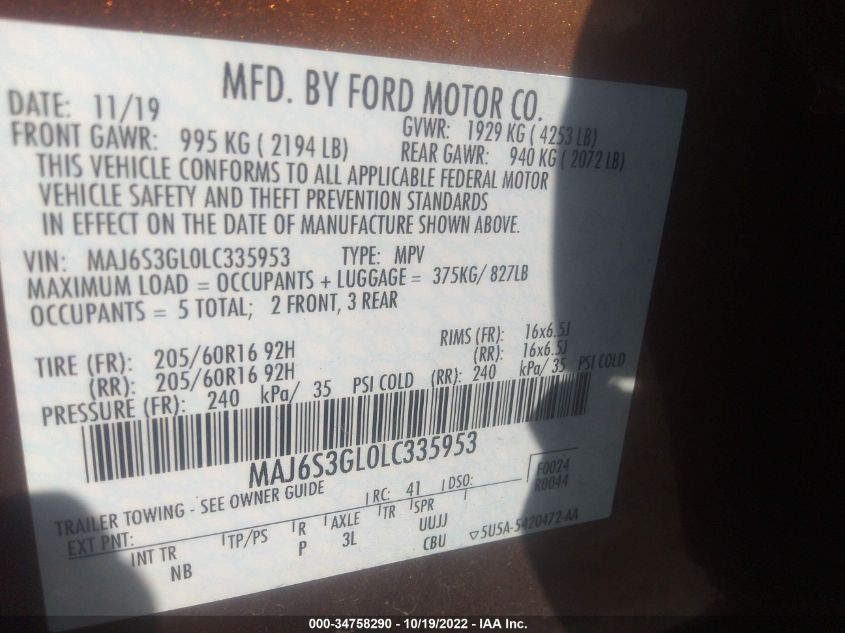 MFD. BY FORD MOTOR CO.
DATE: 11/19
GVWR: 1929 KG ( 4253 LB)
FRONT GAWR: 995 KG ( 2194 LB)
REAR GAWR: 940 KG ( 2072 LB)
THIS VEHICLE CONFORMS TO ALL APPLICABLE FEDERAL MOTOR
VEHICLE SAFETY AND THEFT PREVENTION STANDARDS
IN EFFECT ON THE DATE OF MANUFACTURE SHOWN ABOVE.
VIN: MAJ6S3GL0LC335953 TYPE: MPV
MAXIMUM LOAD = OCCUPANTS + LUGGAGE = 375KG/ 827LB
OCCUPANTS = 5 TOTAL; 2 FRONT, 3 REAR
TIRE (FR): 205/60R16 92H RIMS (FR): 16x6.5J
(RR): 205/60R16 92H (RR): 16x6.5J
PRESSURE (FR): 240 kPa/ 35 PSI COLD (RR): 240 kPa/ 35 PSI COLD
MAJ6S3GL0LC335953
TRAILER TOWING - SEE OWNER GUIDE
F0024
R0044
EXT PNT: RC: 41 DSO:
INT TR TP/PS R AXLE TR SPR
NB P 3L UUJJ
CBU
5U5A-5420472-AA
000-34758290 - 10/19/2022 - IAA Inc.